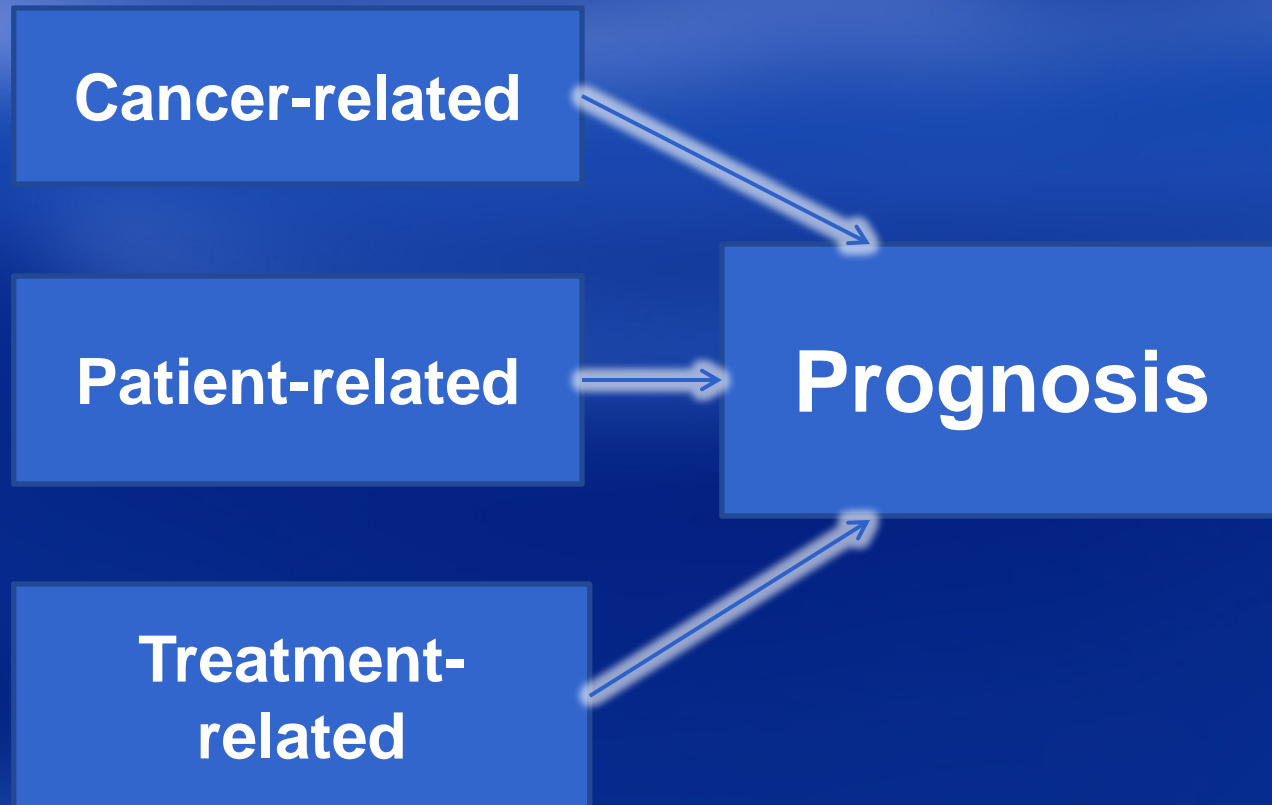 Cancer-related
Patient-related
Prognosis
Treatment-
related